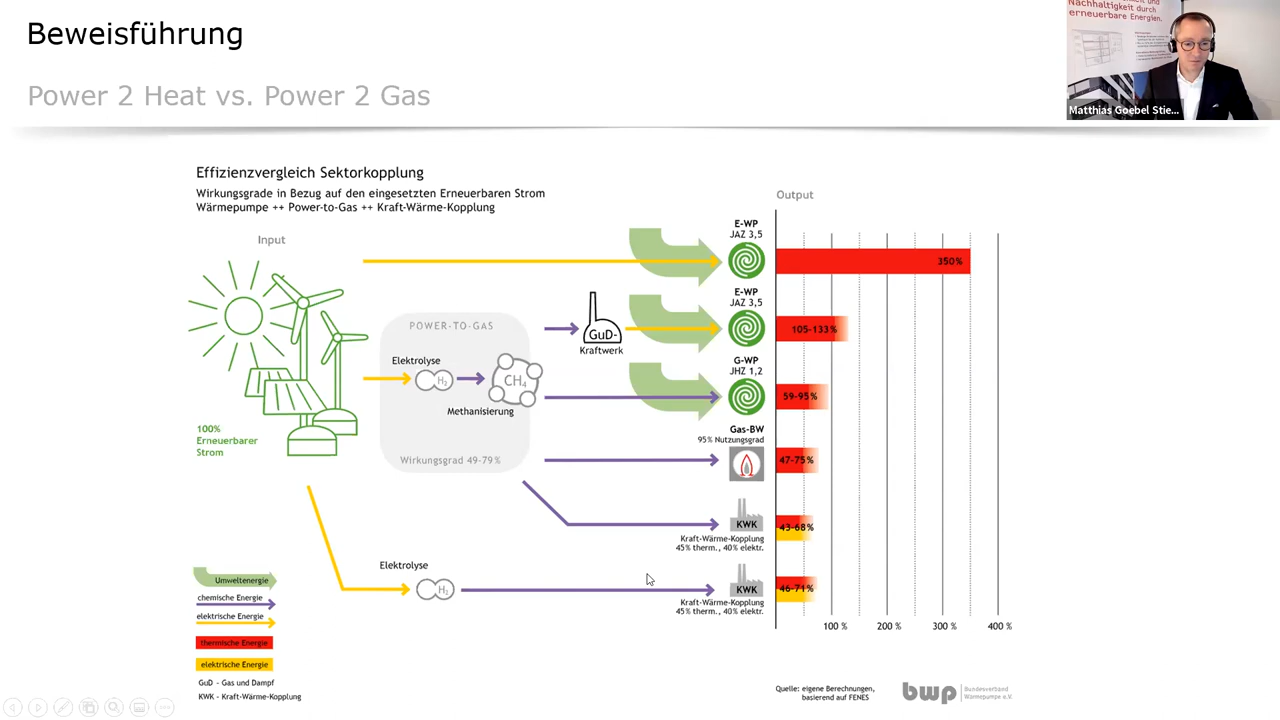 Beweisführung
Power 2 Heat vs. Power 2 Gas
Nachhaltigkeit durch
erneuerbare Energien.
Matthias Goebel Stie...
Effizienzvergleich Sektorkopplung
Wirkungsgrade in Bezug auf den eingesetzten Erneuerbaren Strom
Wärmepumpe ++ Power-to-Gas ++ Kraft-Wärme-Kopplung
Input
Output
E-WP
JAZ 3,5
350%
E-WP
JAZ 3,5
105-133%
POWER-TO-GAS
GuD-
Kraftwerk
Elektrolyse
H₂
CH₄
Methanisierung
G-WP
JHZ 1,2
59-95%
Gas-BW
95% Nutzungsgrad
47-75%
Wirkungsgrad 49-79%
100%
Erneuerbarer
Strom
KWK
43-68%
Kraft-Wärme-Kopplung
45% therm., 40% elektr.
Elektrolyse
H₂
KWK
46-71%
Kraft-Wärme-Kopplung
45% therm., 40% elektr.
100 % 200 % 300 % 400 %
Umweltenergie
chemische Energie
elektrische Energie
thermische Energie
elektrische Energie
GuD - Gas und Dampf
KWK - Kraft-Wärme-Kopplung
Quelle: eigene Berechnungen,
basierend auf FENES
bwp
Bundesverband
Wärmepumpe e.V.